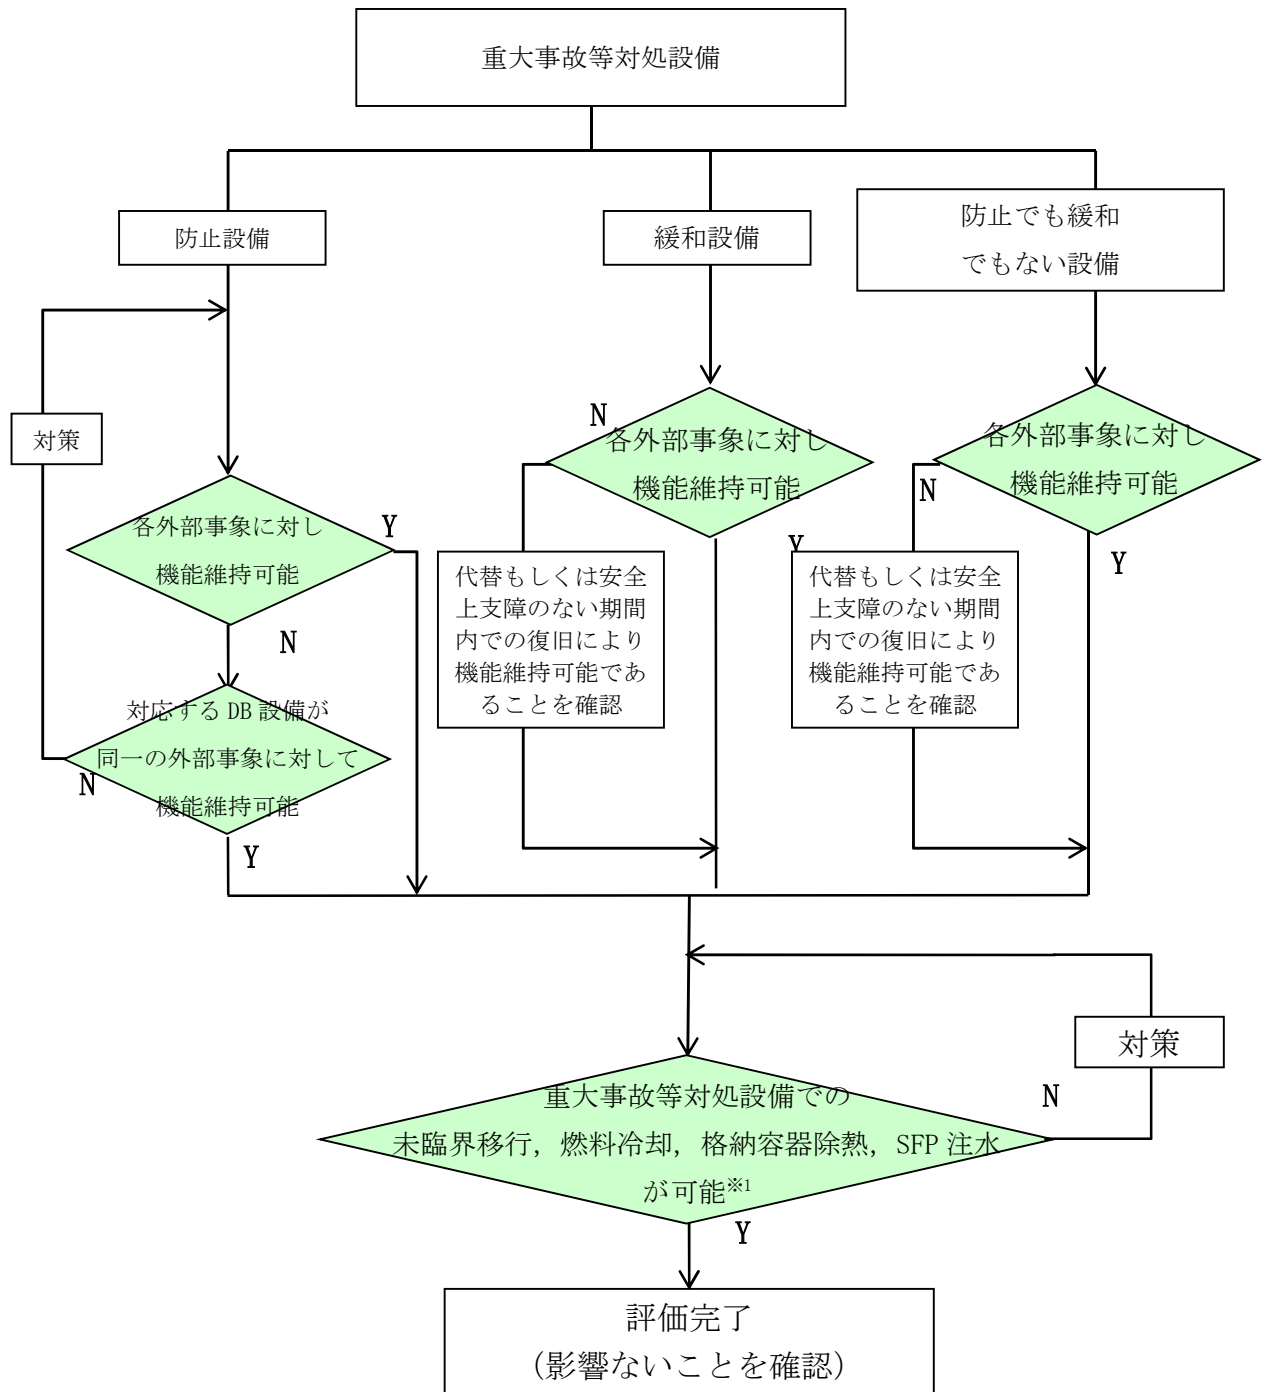 重大事故等対処設備
防止設備
緩和設備
防止でも緩和
でもない設備
対策
各外部事象に対し
機能維持可能
Y
N
対応する DB 設備が
同一の外部事象に対して
機能維持可能
N
Y
N
各外部事象に対し
機能維持可能
Y
代替もしくは安全
上支障のない期間
内での復旧により
機能維持可能であ
ることを確認
各外部事象に対し
機能維持可能
N
Y
代替もしくは安全
上支障のない期間
内での復旧により
機能維持可能であ
ることを確認
対策
重大事故等対処設備での
未臨界移行，燃料冷却，格納容器除熱，SFP 注水
が可能※1
N
Y
評価完了
（影響ないことを確認）